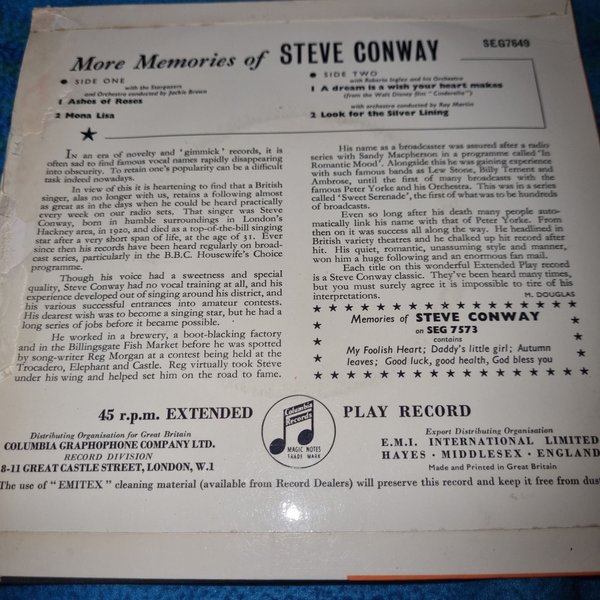 More Memories of STEVE CONWAY
SEG7649
● SIDE ONE
with the Stargazers
and Orchestra conducted by Jackie Brown
1 Ashes of Roses
2 Mona Lisa
● SIDE TWO
with Roberto Inglez and his Orchestra
1 A dream is a wish your heart makes
(from the Walt Disney film "Cinderella")
with orchestra conducted by Ray Martin
2 Look for the Silver Lining
IN an era of novelty and 'gimmick' records, it is
often sad to find famous vocal names rapidly disappearing
into obscurity. To retain one's popularity can be a difficult
task indeed nowadays.
In view of this it is heartening to find that a British
singer, alas no longer with us, retains a following almost
as great as in the days when he could be heard practically
every week on our radio sets. That singer was Steve
Conway, born in humble surroundings in London's
Hackney area, in 1920, and died as a top-of-the-bill singing
star after a very short span of life, at the age of 31. Ever
since then his records have been heard regularly on broad-
cast series, particularly in the B.B.C. Housewife's Choice
programme.
Though his voice had a sweetness and special
quality, Steve Conway had no vocal training at all, and his
experience developed out of singing around his district, and
his various successful entries into amateur contests.
His dearest wish was to become a singing star, but he had a
long series of jobs before it became possible.
He worked in a brewery, a boot-blacking factory
and in the Billingsgate Fish Market before he was spotted
by song-writer Reg Morgan at a contest being held at the
Trocadero, Elephant and Castle. Reg virtually took Steve
under his wing and helped set him on the road to fame.
His name as a broadcaster was assured after a radio
series with Sandy Macpherson in a programme called 'In
Romantic Mood'. Alongside this he was gaining experience
with such famous bands as Lew Stone, Billy Ternent and
Ambrose, until the first of many broadcasts with the
famous Peter Yorke and his Orchestra. This was in a series
called 'Sweet Serenade', the first of what was to be hundreds
of broadcasts.
Even so long after his death many people auto-
matically link his name with that of Peter Yorke. From
then on it was success all along the way. He headlined in
British variety theatres and he chalked up hit record after
hit. His quiet, romantic, unassuming style and manner,
won him a huge following and an enormous fan mail.
Each title on this wonderful Extended Play record
is a Steve Conway classic. They've been heard many times,
but you must surely agree it is impossible to tire of his
interpretations.
M. DOUGLAS
Memories of STEVE CONWAY
on SEG 7573
contains
My Foolish Heart; Daddy's little girl; Autumn
leaves; Good luck, good health, God bless you
45 r.p.m. EXTENDED PLAY RECORD
Columbia
Records
MAGIC NOTES
TRADE MARK
Distributing Organisation for Great Britain
COLUMBIA GRAPHOPHONE COMPANY LTD.
RECORD DIVISION
8-11 GREAT CASTLE STREET, LONDON, W.1
Export Distributing Organisation
E.M.I. INTERNATIONAL LIMITED
HAYES · MIDDLESEX · ENGLAND
Made and Printed in Great Britain
The use of "EMITEX" cleaning material (available from Record Dealers) will preserve this record and keep it free from dust